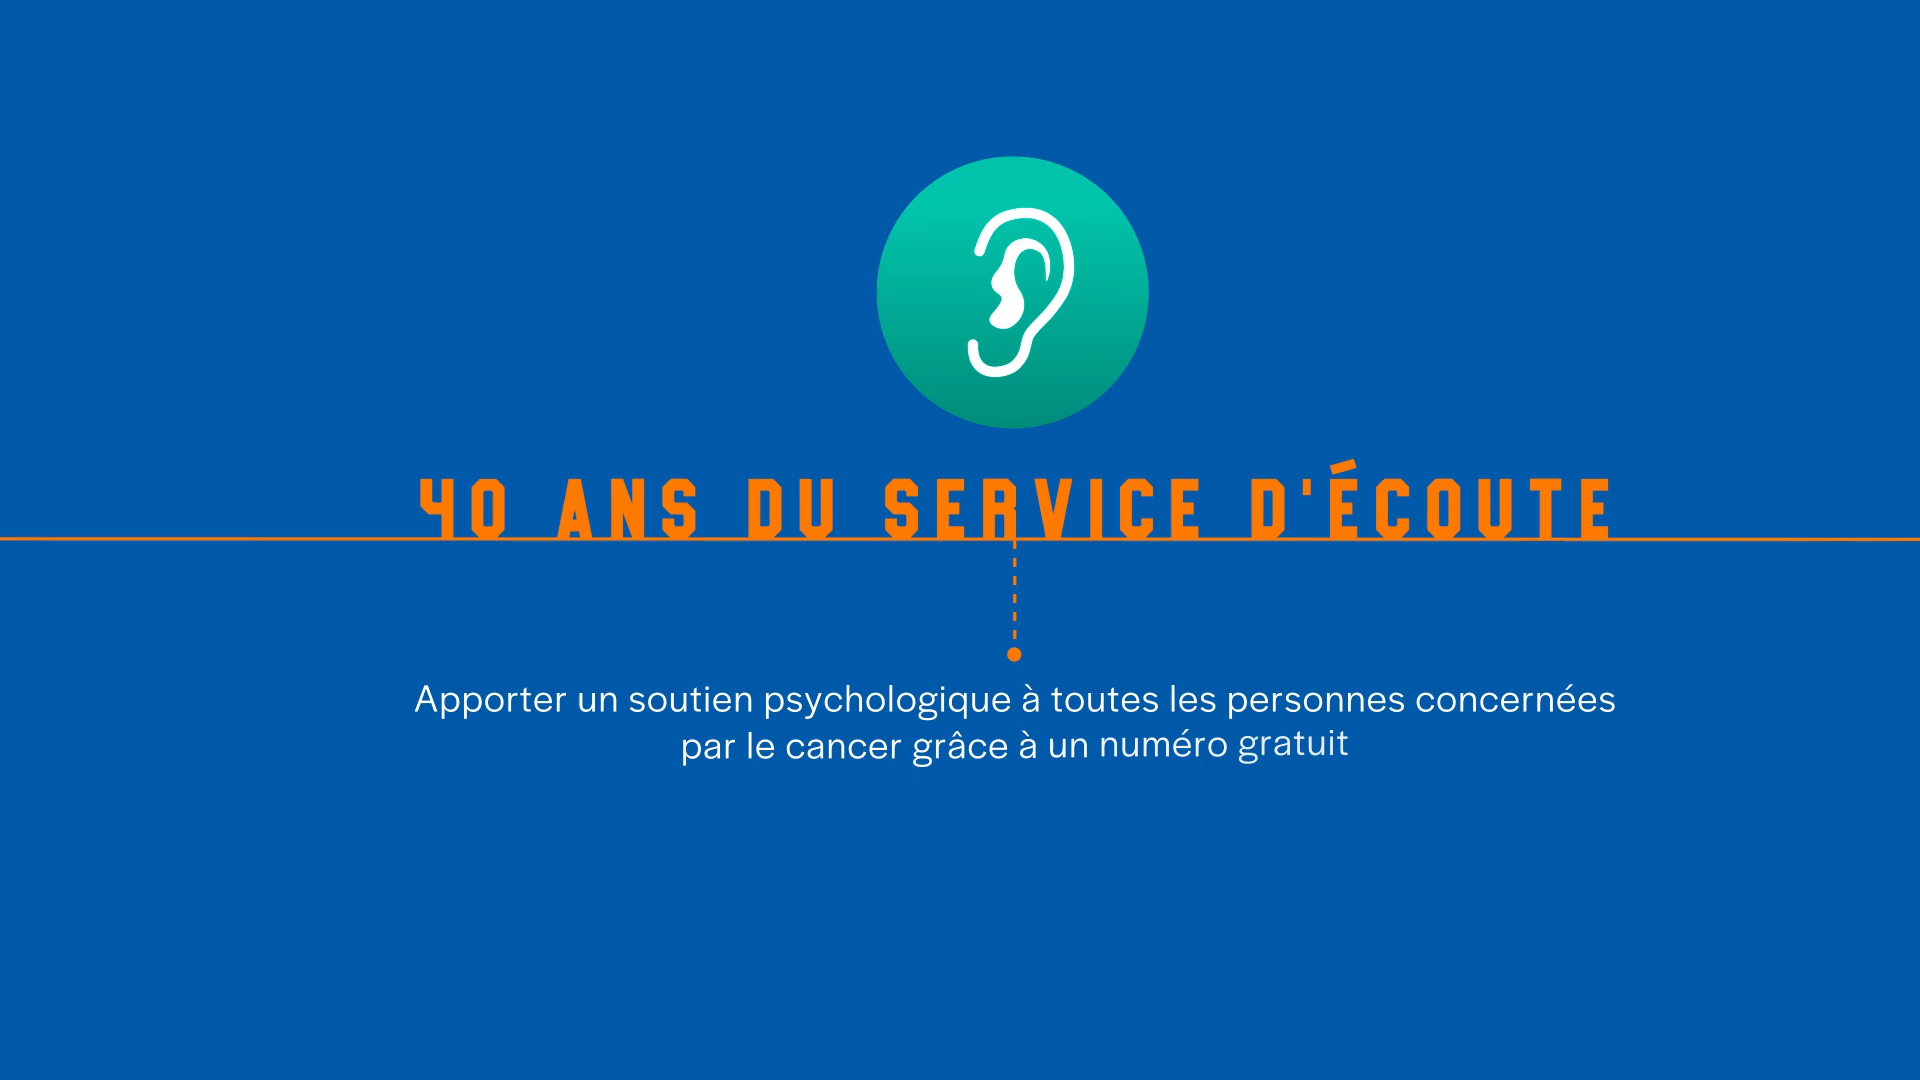 40 ANS DU SERVICE D'ÉCOUTE
Apporter un soutien psychologique à toutes les personnes concernées
par le cancer grâce à un numéro gratuit